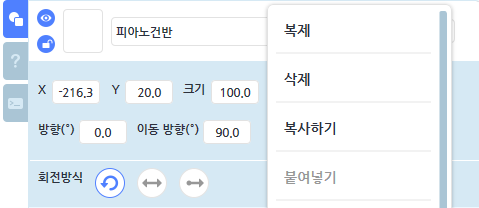 피아노건반
X -216.3 Y 20.0 크기 100.0
방향(°) 0.0 이동 방향(°) 90.0
회전방식
복제
삭제
복사하기
붙여넣기